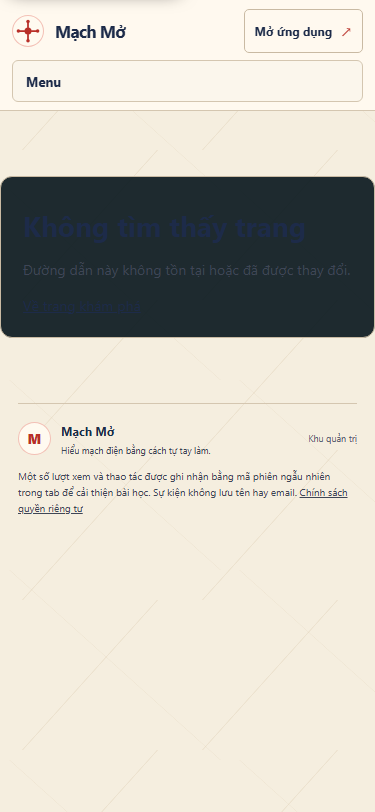 Mạch Mở
Mở ứng dụng ↗
Menu
Không tìm thấy trang
Đường dẫn này không tồn tại hoặc đã được thay đổi.
M
Mạch Mở
Hiểu mạch điện bằng cách tự tay làm.
Khu quản trị
Một số lượt xem và thao tác được ghi nhận bằng mã phiên ngẫu nhiên
trong tab để cải thiện bài học. Sự kiện không lưu tên hay email. Chính sách
quyền riêng tư